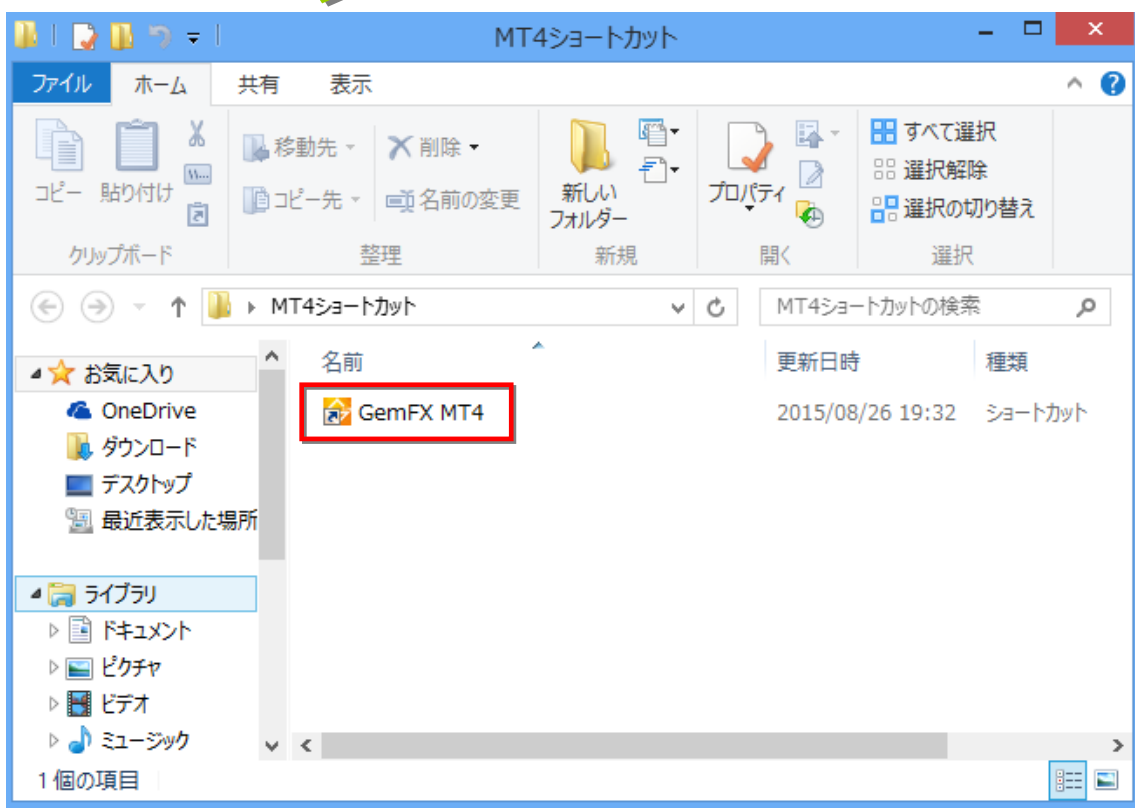 MT4ショートカット
ファイル ホーム 共有 表示
コピー 貼り付け 移動先 コピー先 削除 名前の変更 新しい フォルダー プロパティ すべて選択 選択解除 選択の切り替え
クリップボード 整理 新規 開く 選択
MT4ショートカット MT4ショートカットの検索
お気に入り
OneDrive
ダウンロード
デスクトップ
最近表示した場所
ライブラリ
ドキュメント
ピクチャ
ビデオ
ミュージック
名前 更新日時 種類
GemFX MT4 2015/08/26 19:32 ショートカット
1 個の項目